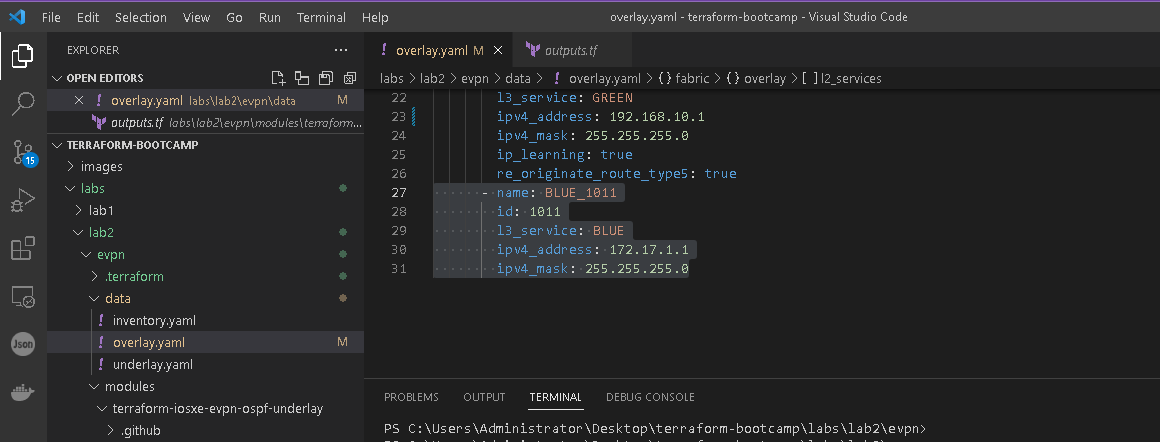 File Edit Selection View Go Run Terminal Help
overlay.yaml - terraform-bootcamp - Visual Studio Code
EXPLORER
OPEN EDITORS
overlay.yaml labs\lab2\evpn\data M
outputs.tf labs\lab2\evpn\modules\terraform...
TERRAFORM-BOOTCAMP
images
labs
lab1
lab2
evpn
.terraform
data
inventory.yaml
overlay.yaml M
underlay.yaml
modules
terraform-iosxe-evpn-ospf-underlay
.github
15
Json
overlay.yaml M
outputs.tf
labs > lab2 > evpn > data > ! overlay.yaml > {} fabric > {} overlay > [ ] l2_services
22 l3_service: GREEN
23 ipv4_address: 192.168.10.1
24 ipv4_mask: 255.255.255.0
25 ip_learning: true
26 re_originate_route_type5: true
27 - name: BLUE_1011
28 id: 1011
29 l3_service: BLUE
30 ipv4_address: 172.17.1.1
31 ipv4_mask: 255.255.255.0
PROBLEMS OUTPUT TERMINAL DEBUG CONSOLE
PS C:\Users\Administrator\Desktop\terraform-bootcamp\labs\lab2\evpn>